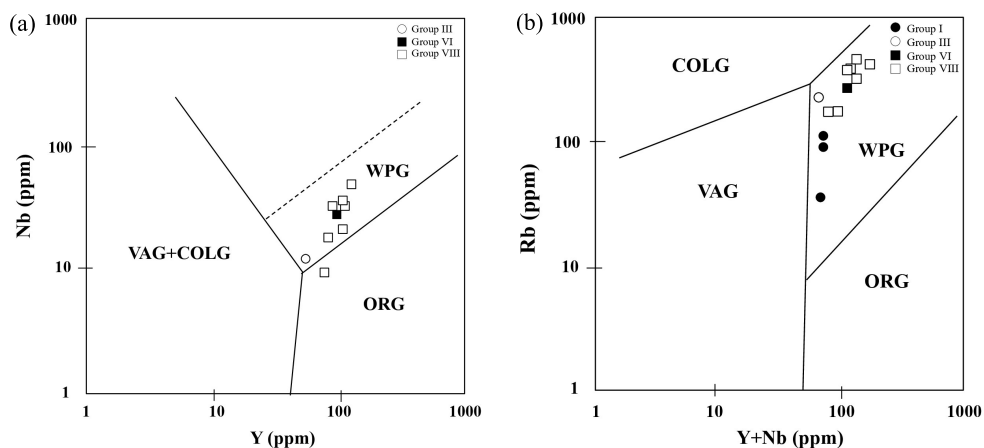 (a)
1000
100
10
1
Nb (ppm)
Group III
Group VI
Group VIII
WPG
VAG+COLG
ORG
1
10
100
1000
Y (ppm)
(b)
1000
100
10
1
Rb (ppm)
Group I
Group III
Group VI
Group VIII
COLG
WPG
VAG
ORG
1
10
100
1000
Y+Nb (ppm)